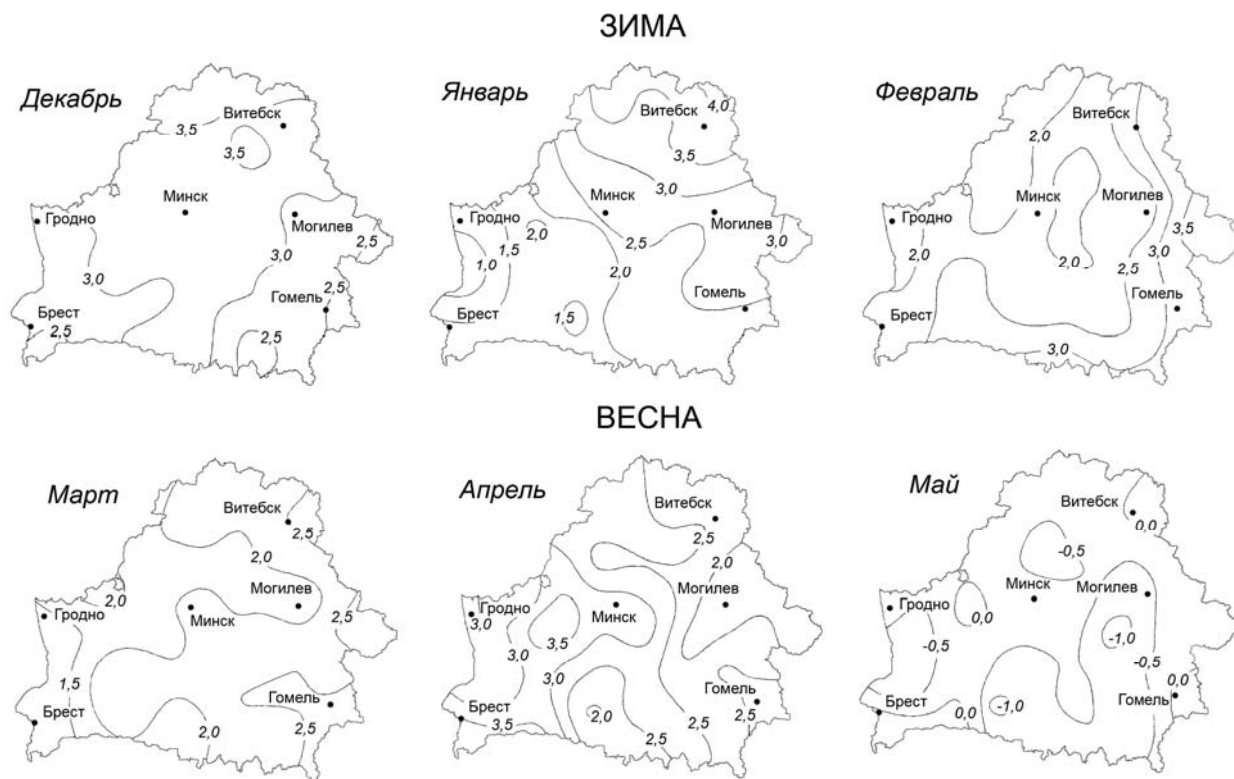 ЗИМА
Декабрь
Витебск
3,5
3,5
Минск
Гродно
Могилев
2,5
3,0
3,0
Гомель
2,5
Брест
2,5
2,5
Январь
4,0
Витебск
3,5
3,0
Минск
Гродно
Могилев
2,0
1,5
2,5
3,0
1,0
2,0
Гомель
1,5
Брест
Февраль
Витебск
2,0
Минск
Могилев
Гродно
3,5
2,0
3,0
2,0
2,5
Гомель
Брест
3,0
ВЕСНА
Март
Витебск
2,5
2,0
Могилев
2,0
Гродно
Минск
2,5
1,5
Гомель
Брест
2,0
2,5
Апрель
Витебск
2,5
2,0
Могилев
Гродно
Минск
3,0
3,5
3,0
3,0
Гомель
Брест
2,0
2,5
2,5
3,5
2,5
Май
Витебск
0,0
-0,5
Минск
Могилев
Гродно
0,0
-1,0
-0,5
-0,5
0,0
Гомель
Брест
-1,0
0,0